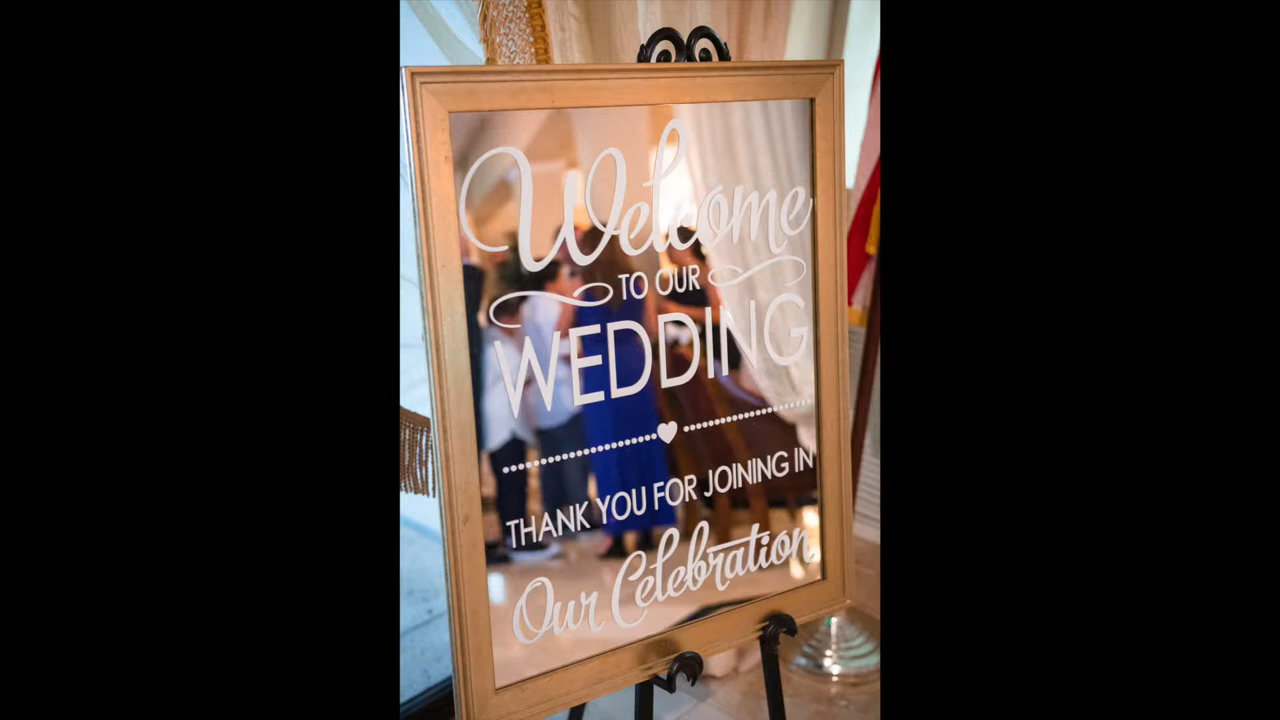 Welcome
TO OUR
WEDDING
THANK YOU FOR JOINING IN
Our Celebration